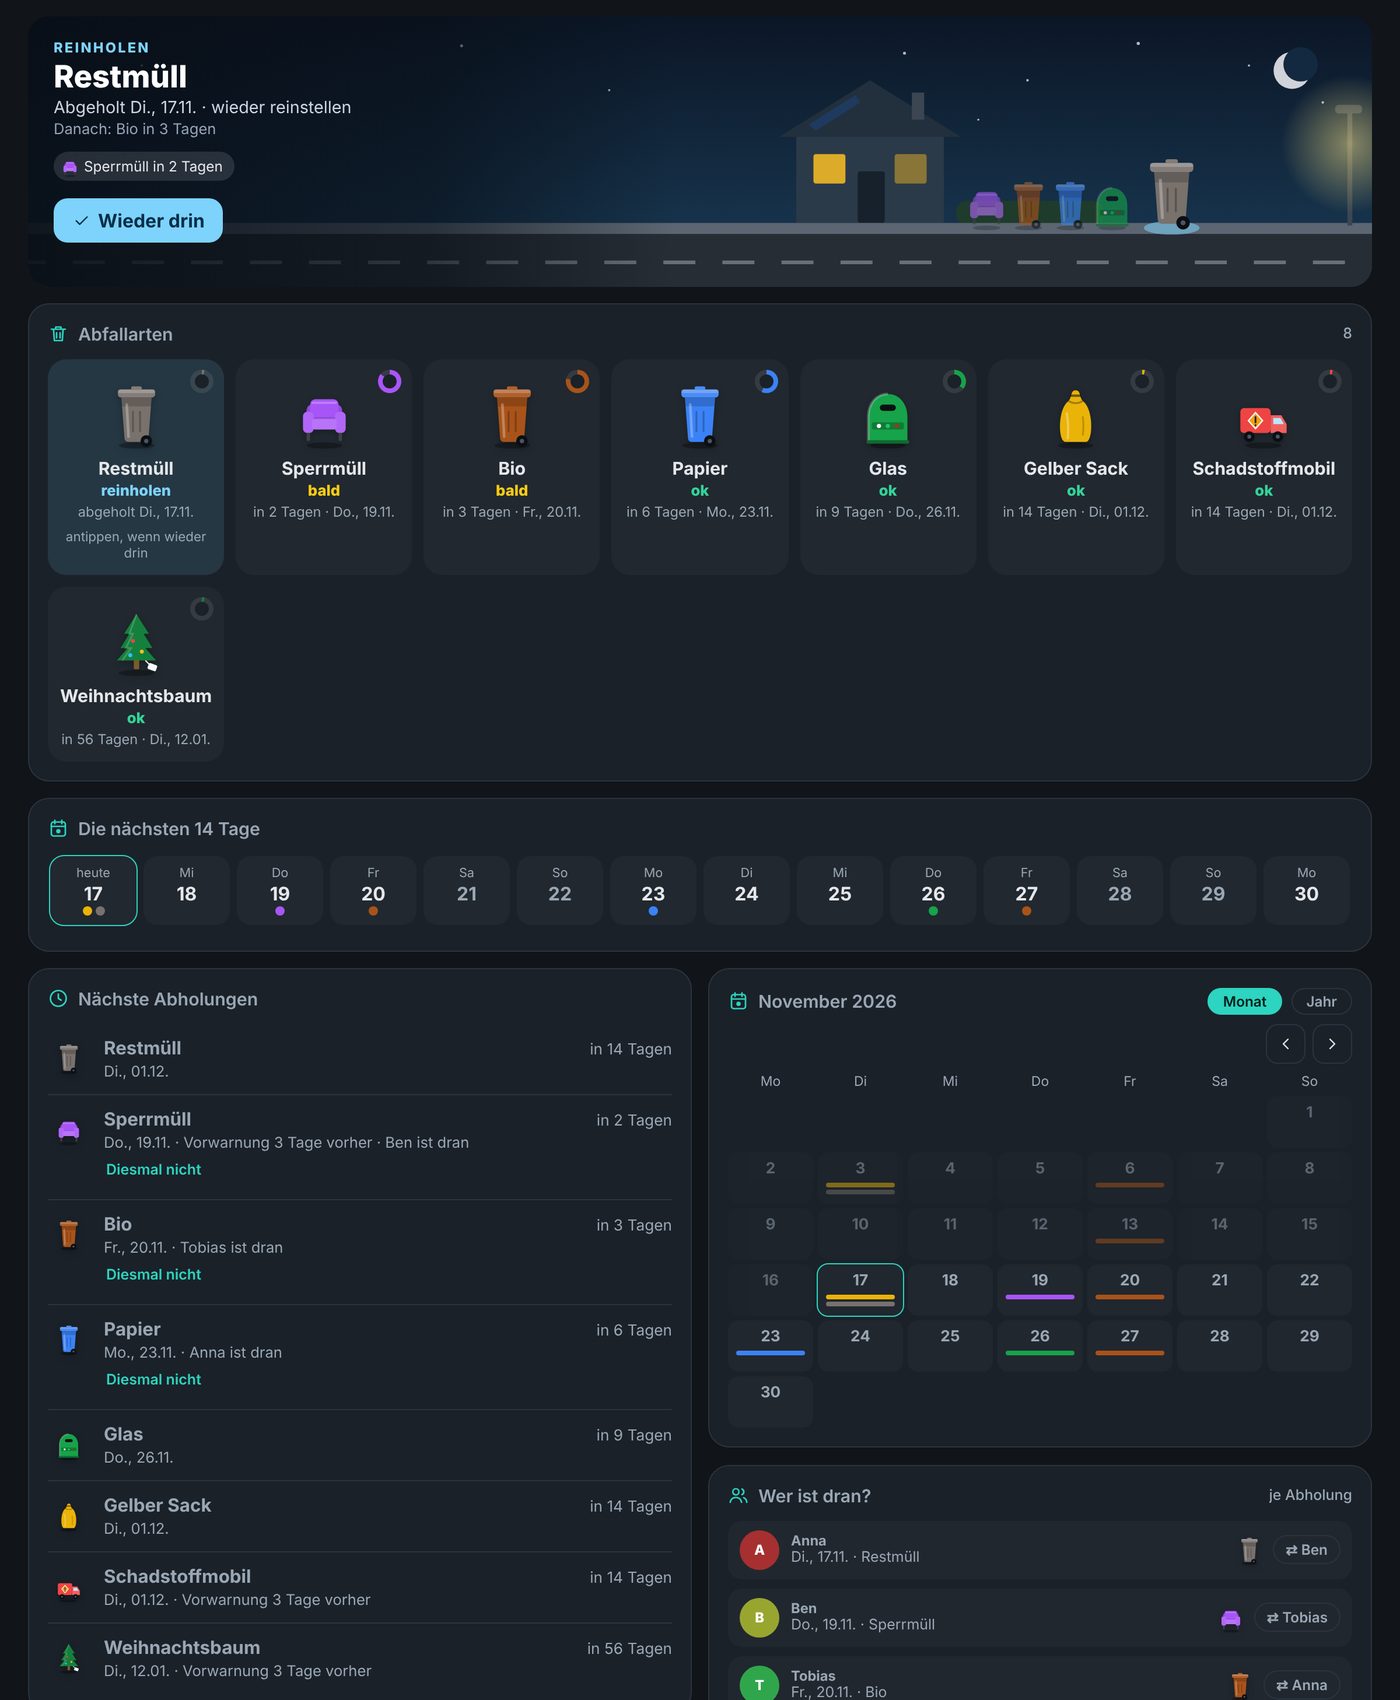 REINHOLEN
Restmüll
Abgeholt Di., 17.11. · wieder reinstellen
Danach: Bio in 3 Tagen
Sperrmüll in 2 Tagen
Wieder drin
Abfallarten
8
Restmüll
reinholen
abgeholt Di., 17.11.
antippen, wenn wieder
drin
Sperrmüll
bald
in 2 Tagen · Do., 19.11.
Bio
bald
in 3 Tagen · Fr., 20.11.
Papier
ok
in 6 Tagen · Mo., 23.11.
Glas
ok
in 9 Tagen · Do., 26.11.
Gelber Sack
ok
in 14 Tagen · Di., 01.12.
Schadstoffmobil
ok
in 14 Tagen · Di., 01.12.
Weihnachtsbaum
ok
in 56 Tagen · Di., 12.01.
Die nächsten 14 Tage
heute Mi Do Fr Sa So Mo Di Mi Do Fr Sa So Mo
17 18 19 20 21 22 23 24 25 26 27 28 29 30
Nächste Abholungen
Restmüll
in 14 Tagen
Di., 01.12.
Sperrmüll
in 2 Tagen
Do., 19.11. · Vorwarnung 3 Tage vorher · Ben ist dran
Diesmal nicht
Bio
in 3 Tagen
Fr., 20.11. · Tobias ist dran
Diesmal nicht
Papier
in 6 Tagen
Mo., 23.11. · Anna ist dran
Diesmal nicht
Glas
in 9 Tagen
Do., 26.11.
Gelber Sack
in 14 Tagen
Di., 01.12.
Schadstoffmobil
in 14 Tagen
Di., 01.12. · Vorwarnung 3 Tage vorher
Weihnachtsbaum
in 56 Tagen
Di., 12.01. · Vorwarnung 3 Tage vorher
November 2026
Monat
Jahr
Mo Di Mi Do Fr Sa So
1
2 3 4 5 6 7 8
9 10 11 12 13 14 15
16 17 18 19 20 21 22
23 24 25 26 27 28 29
30
Wer ist dran?
je Abholung
A
Anna
Di., 17.11. · Restmüll
⇄ Ben
B
Ben
Do., 19.11. · Sperrmüll
⇄ Tobias
T
Tobias
Fr., 20.11. · Bio
⇄ Anna